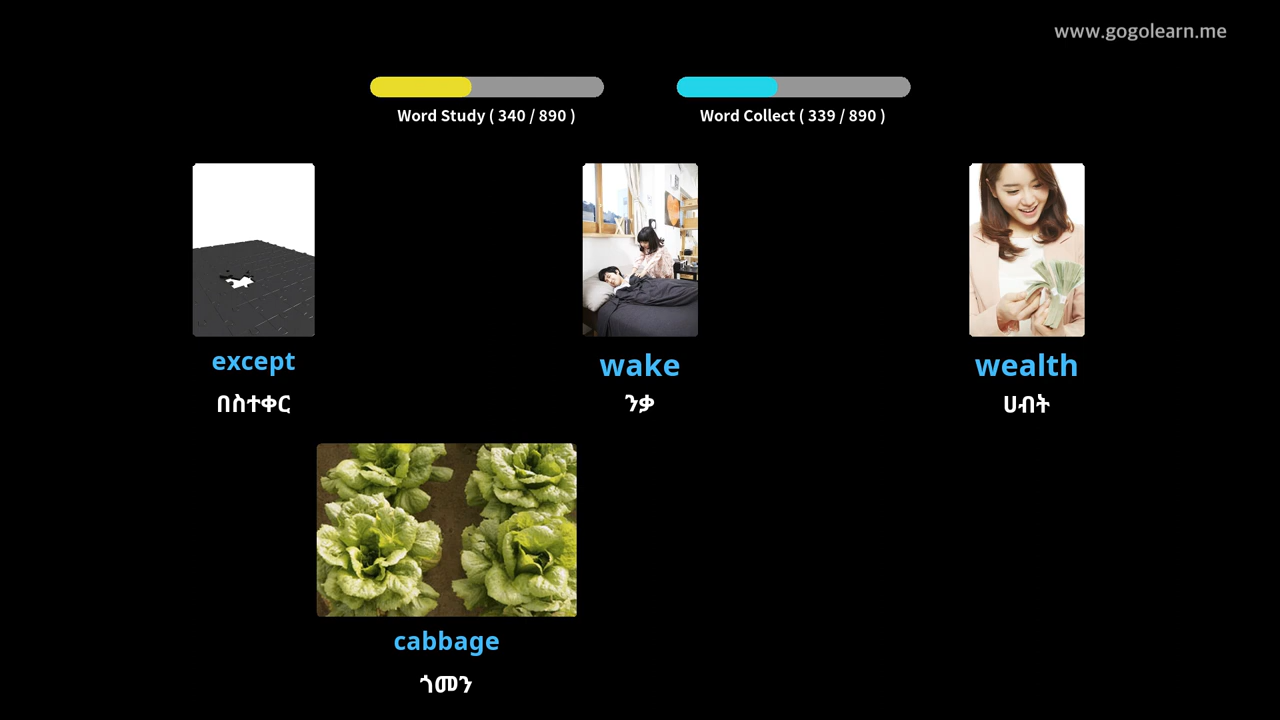 www.gogolearn.me
Word Study ( 340 / 890 )
Word Collect ( 339 / 890 )
except
wake
wealth
በስተቀር
ንቃ
ሀብት
cabbage
ጎመን